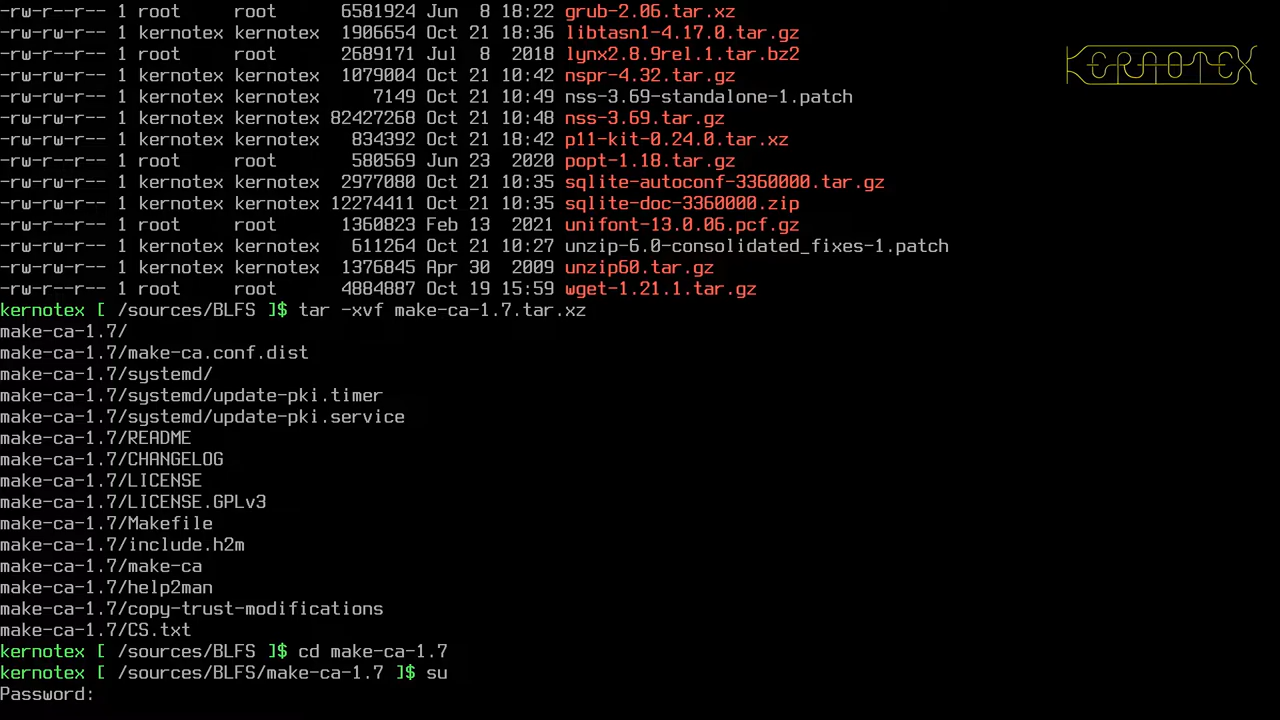 -rw-r--r-- 1 root     root      6581924 Jun  8 18:22 grub-2.06.tar.xz
-rw-rw-r-- 1 kernotex kernotex  1906654 Oct 21 18:36 libtasn1-4.17.0.tar.gz
-rw-r--r-- 1 root     root      2689171 Jul  8  2018 lynx2.8.9rel.1.tar.bz2
-rw-rw-r-- 1 kernotex kernotex  1079004 Oct 21 10:42 nspr-4.32.tar.gz
-rw-rw-r-- 1 kernotex kernotex     7149 Oct 21 10:49 nss-3.69-standalone-1.patch
-rw-rw-r-- 1 kernotex kernotex 82427268 Oct 21 10:48 nss-3.69.tar.gz
-rw-rw-r-- 1 kernotex kernotex   834392 Oct 21 18:42 p11-kit-0.24.0.tar.xz
-rw-rw-r-- 1 root     root       580569 Jun 23  2020 popt-1.18.tar.gz
-rw-rw-r-- 1 kernotex kernotex  2977080 Oct 21 10:35 sqlite-autoconf-3360000.tar.gz
-rw-rw-r-- 1 kernotex kernotex 12274411 Oct 21 10:35 sqlite-doc-3360000.zip
-rw-rw-r-- 1 root     root      1360823 Feb 13  2021 unifont-13.0.06.pcf.gz
-rw-rw-r-- 1 kernotex kernotex   611264 Oct 21 10:27 unzip-6.0-consolidated_fixes-1.patch
-rw-rw-r-- 1 kernotex kernotex  1376845 Apr 30  2009 unzip60.tar.gz
-rw-rw-r-- 1 root     root      4884887 Oct 19 15:59 wget-1.21.1.tar.gz
kernotex [ /sources/BLFS ]$ tar -xvf make-ca-1.7.tar.xz
make-ca-1.7/
make-ca-1.7/make-ca.conf.dist
make-ca-1.7/systemd/
make-ca-1.7/systemd/update-pki.timer
make-ca-1.7/systemd/update-pki.service
make-ca-1.7/README
make-ca-1.7/CHANGELOG
make-ca-1.7/LICENSE
make-ca-1.7/LICENSE.GPLv3
make-ca-1.7/Makefile
make-ca-1.7/include.h2m
make-ca-1.7/make-ca
make-ca-1.7/help2man
make-ca-1.7/copy-trust-modifications
make-ca-1.7/CS.txt
kernotex [ /sources/BLFS ]$ cd make-ca-1.7
kernotex [ /sources/BLFS/make-ca-1.7 ]$ su
Password:
KERNOTEX